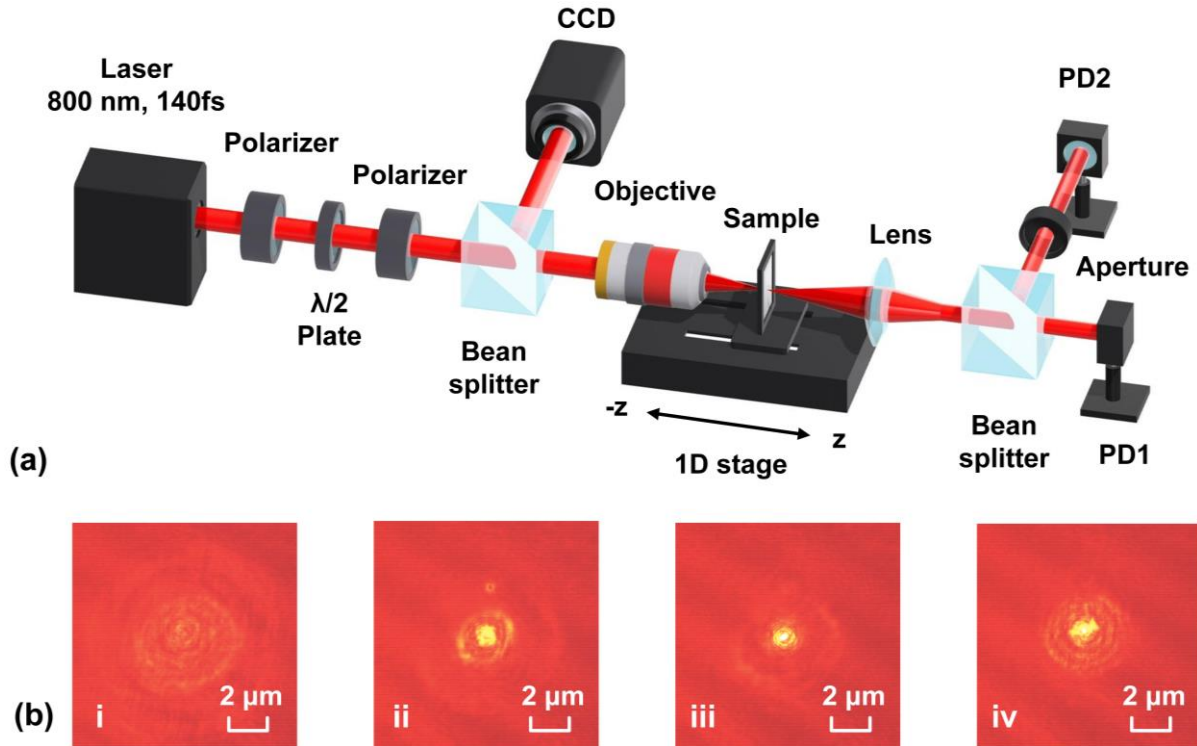 CCD
Laser
800 nm, 140fs
PD2
Polarizer
Polarizer
Objective
Sample
Lens
Aperture
λ/2
Plate
Bean
splitter
-z
z
1D stage
Bean
splitter
PD1
(a)
(b)
i
2 μm
ii
2 μm
iii
2 μm
iv
2 μm